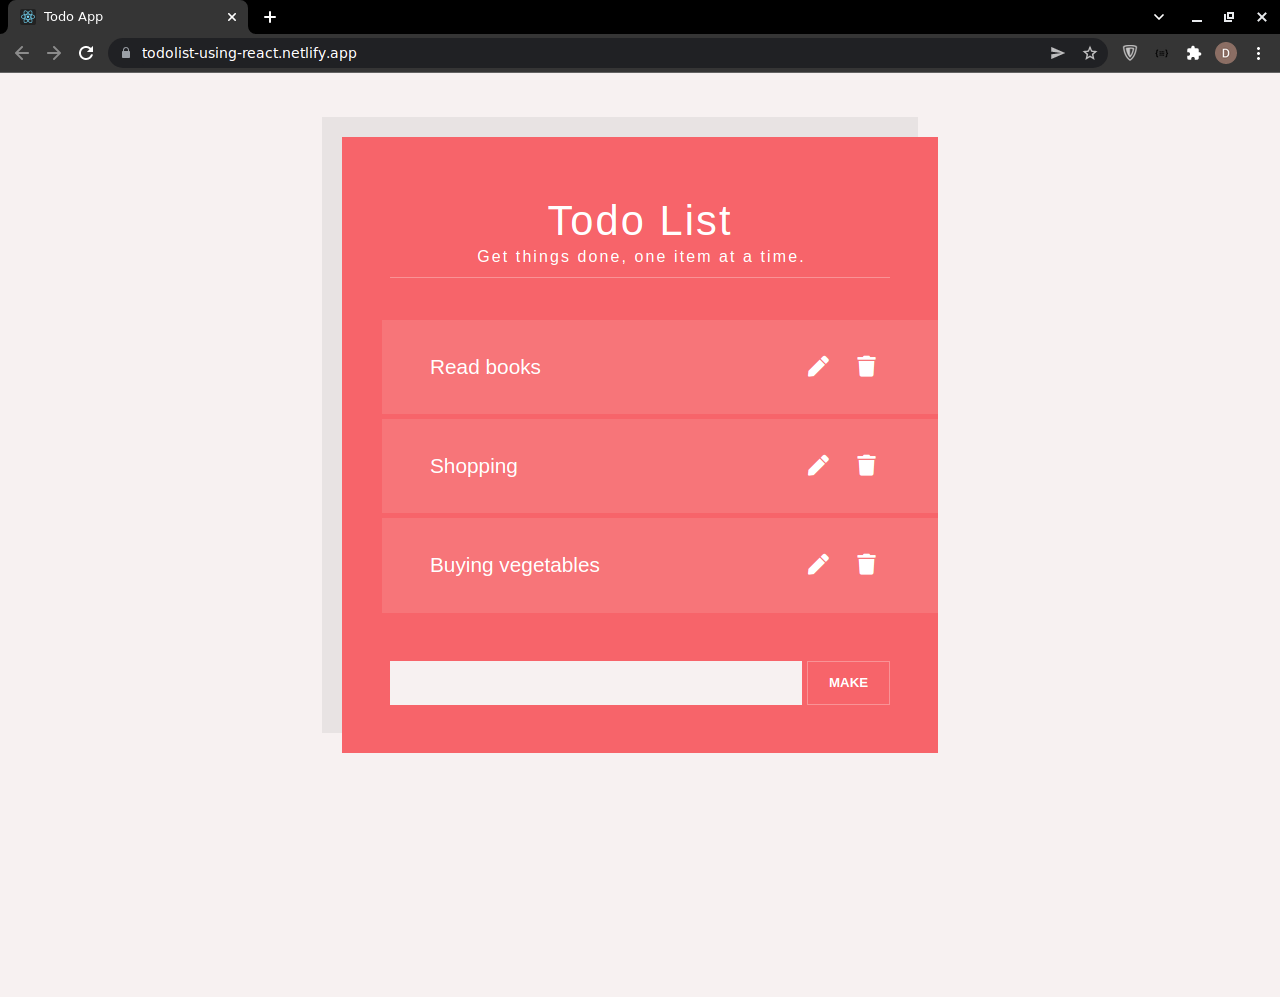 Todo App
todolist-using-react.netlify.app
D
Todo List
Get things done, one item at a time.
Read books
Shopping
Buying vegetables
MAKE